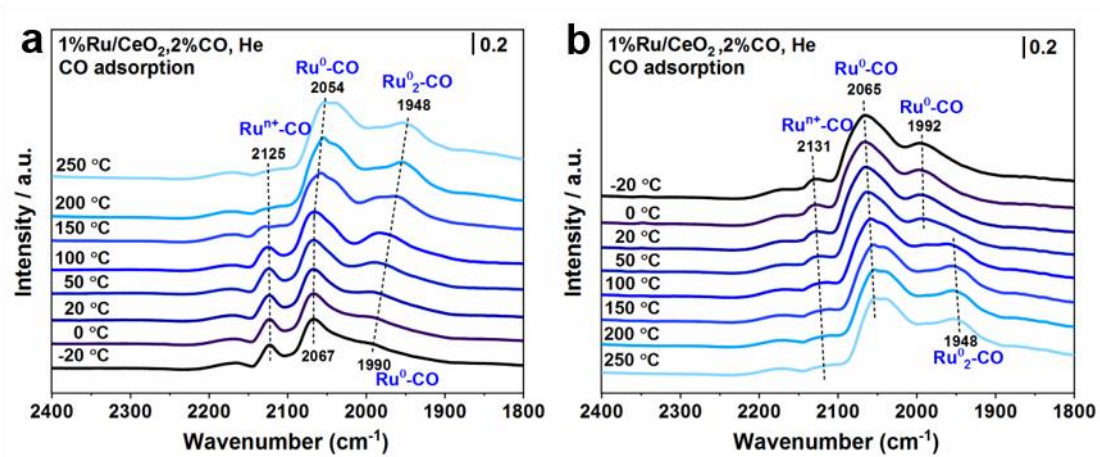 a
1%Ru/CeO₂,2%CO, He
CO adsorption
0.2
Ru⁰-CO
2054
Ru⁰₂-CO
1948
Ruⁿ⁺-CO
2125
250 °C
200 °C
150 °C
100 °C
50 °C
20 °C
0 °C
-20 °C
2067
1990
Ru⁰-CO
Intensity / a.u.
2400 2300 2200 2100 2000 1900 1800
Wavenumber (cm⁻¹)
b
1%Ru/CeO₂,2%CO, He
CO adsorption
0.2
Ru⁰-CO
2065
Ru⁰-CO
1992
Ruⁿ⁺-CO
2131
-20 °C
0 °C
20 °C
50 °C
100 °C
150 °C
200 °C
250 °C
1948
Ru⁰₂-CO
Intensity / a.u.
2400 2300 2200 2100 2000 1900 1800
Wavenumber (cm⁻¹)